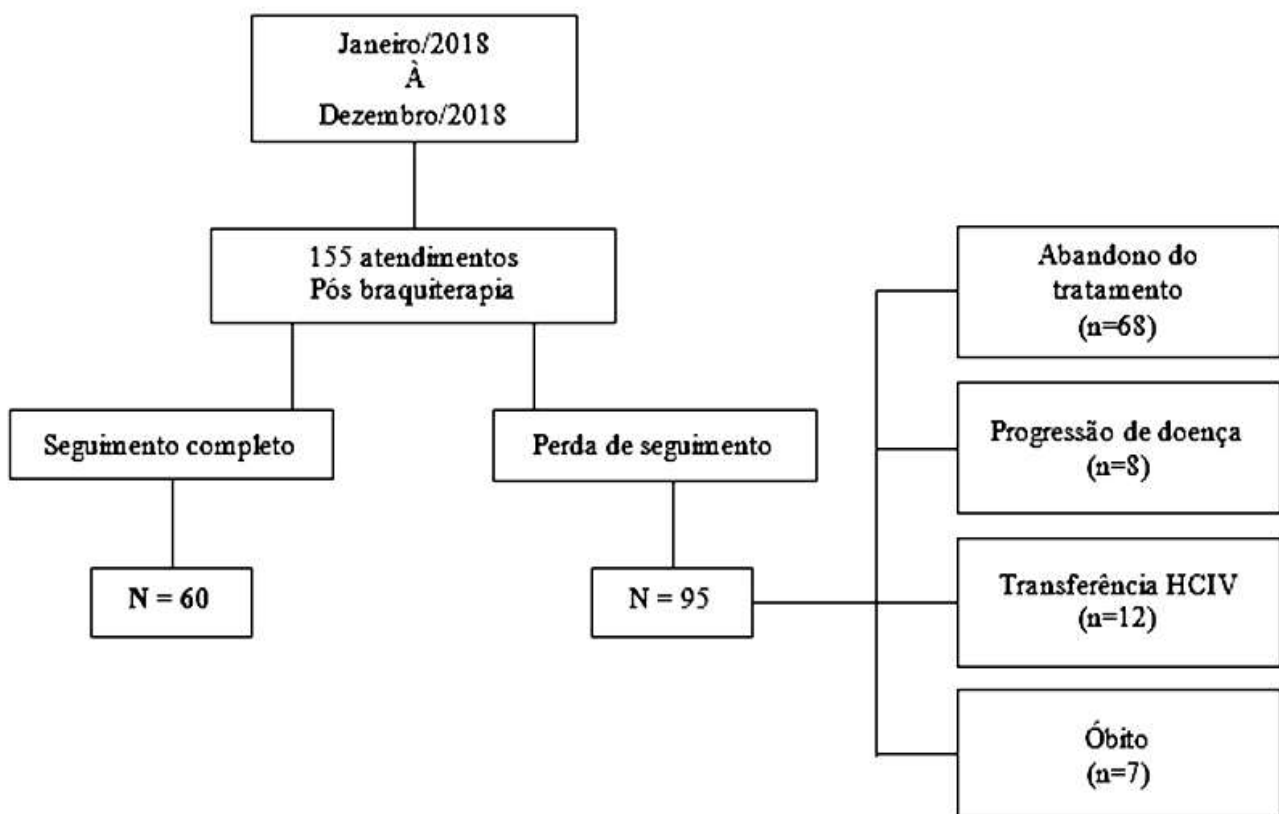 Janeiro/2018
À
Dezembro/2018
155 atendimentos
Pós braquiterapia
Seguimento completo
Perda de seguimento
N = 60
N = 95
Abandono do
tratamento
(n=68)
Progressão de doença
(n=8)
Transferência HCIV
(n=12)
Óbito
(n=7)